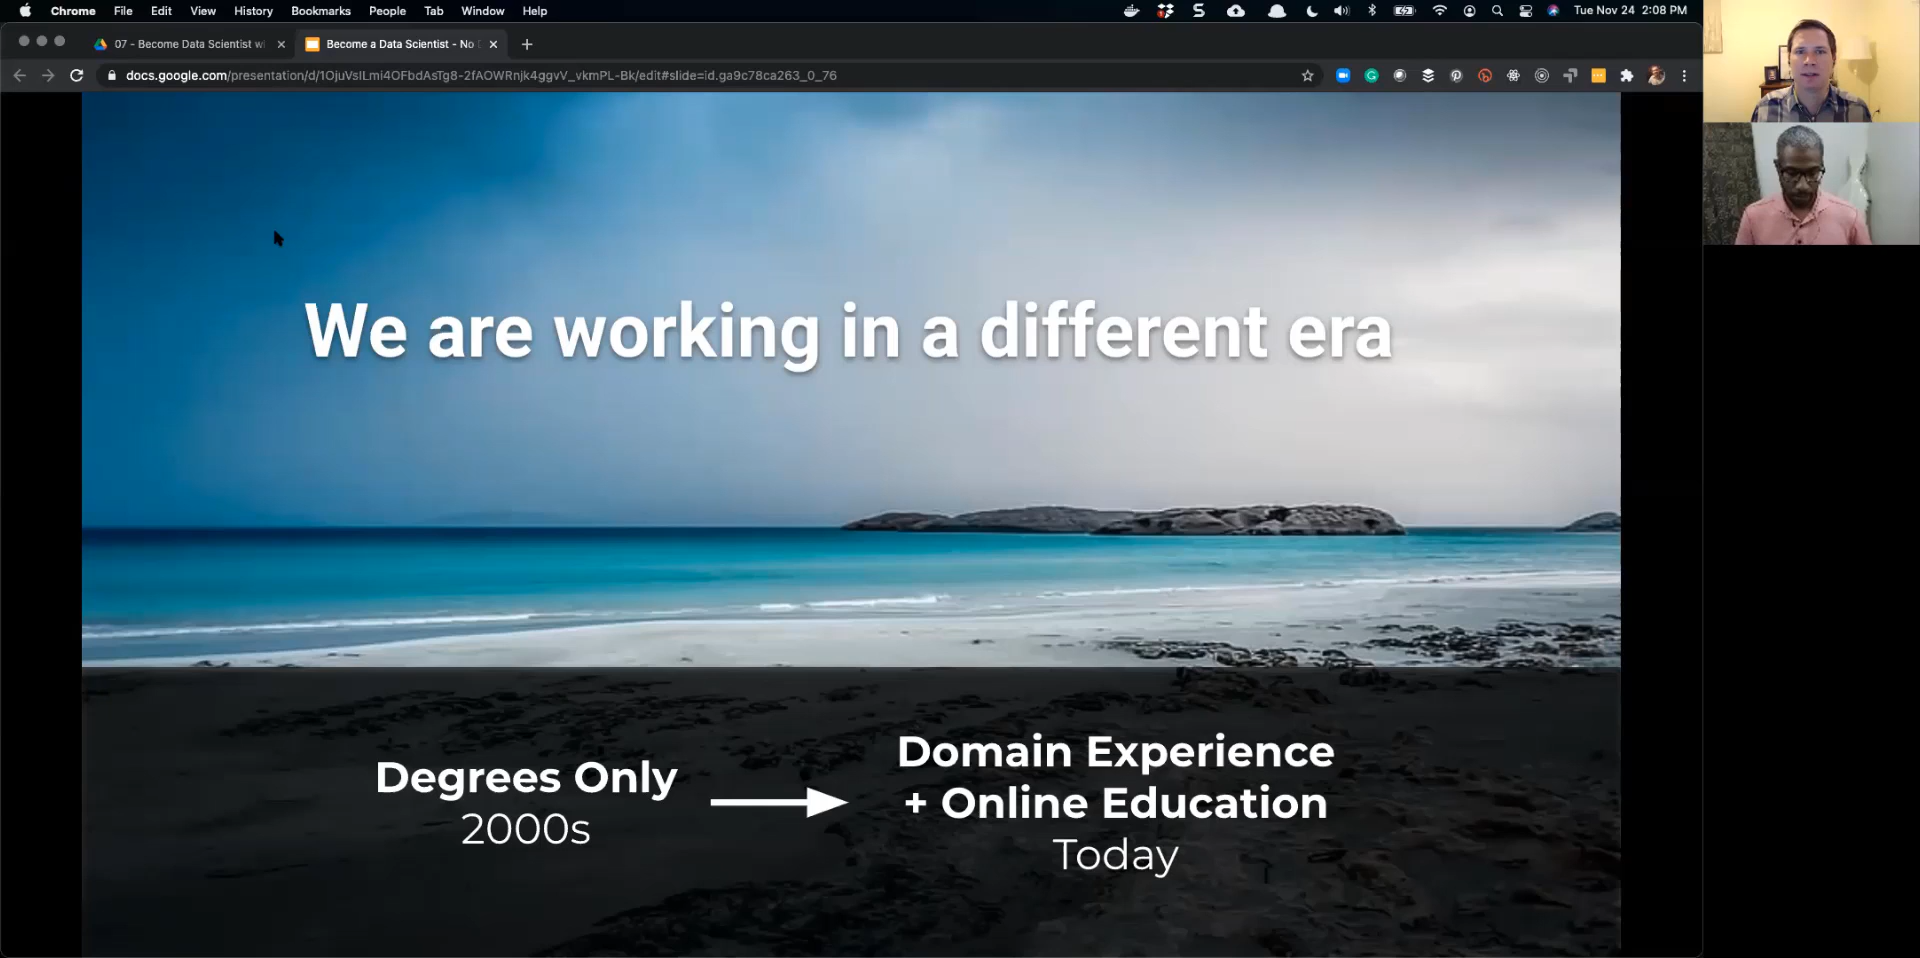 Chrome File Edit View History Bookmarks People Tab Window Help Tue Nov 24 2:08 PM
07 - Become Data Scientist wi Become a Data Scientist - No
docs.google.com/presentation/d/1OjuVsILmi4OFbdAsTg8-2fAOWRnjk4ggvV_vkmPL-Bk/edit#slide=id.ga9c78ca263_0_76
We are working in a different era
Degrees Only
2000s
Domain Experience
+ Online Education
Today